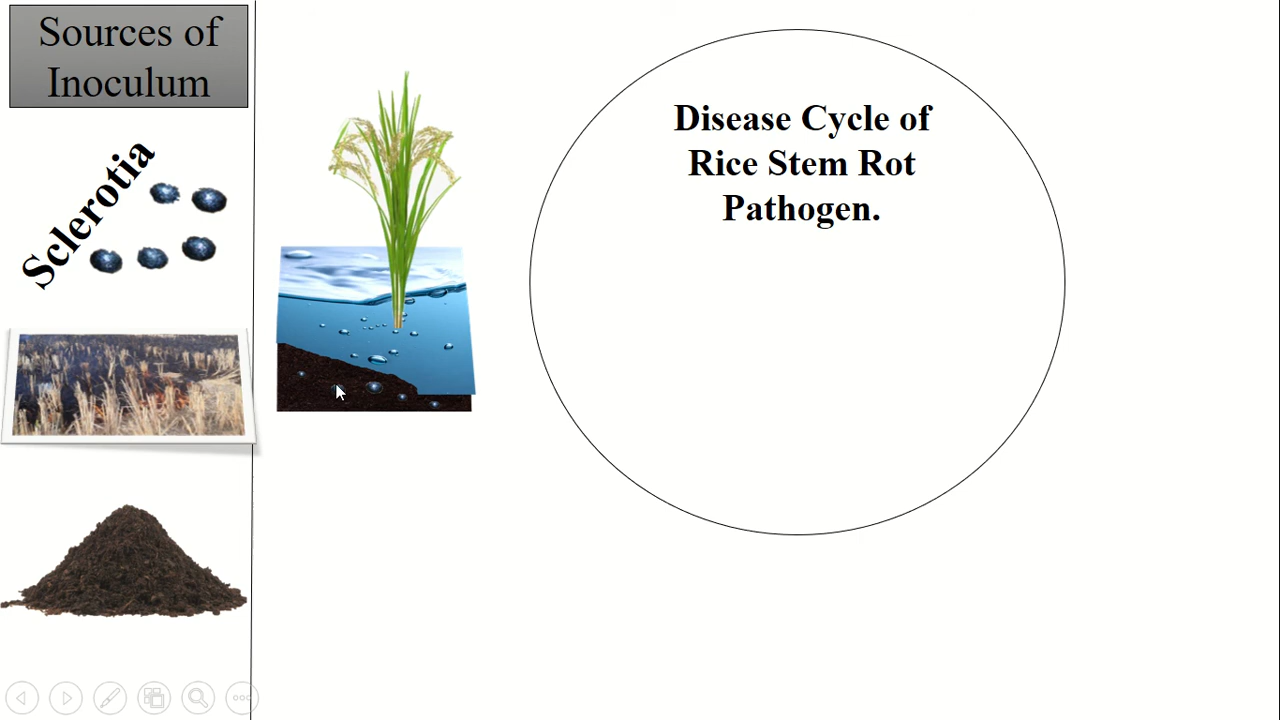 Sources of
Inoculum
Sclerotia
Disease Cycle of
Rice Stem Rot
Pathogen.